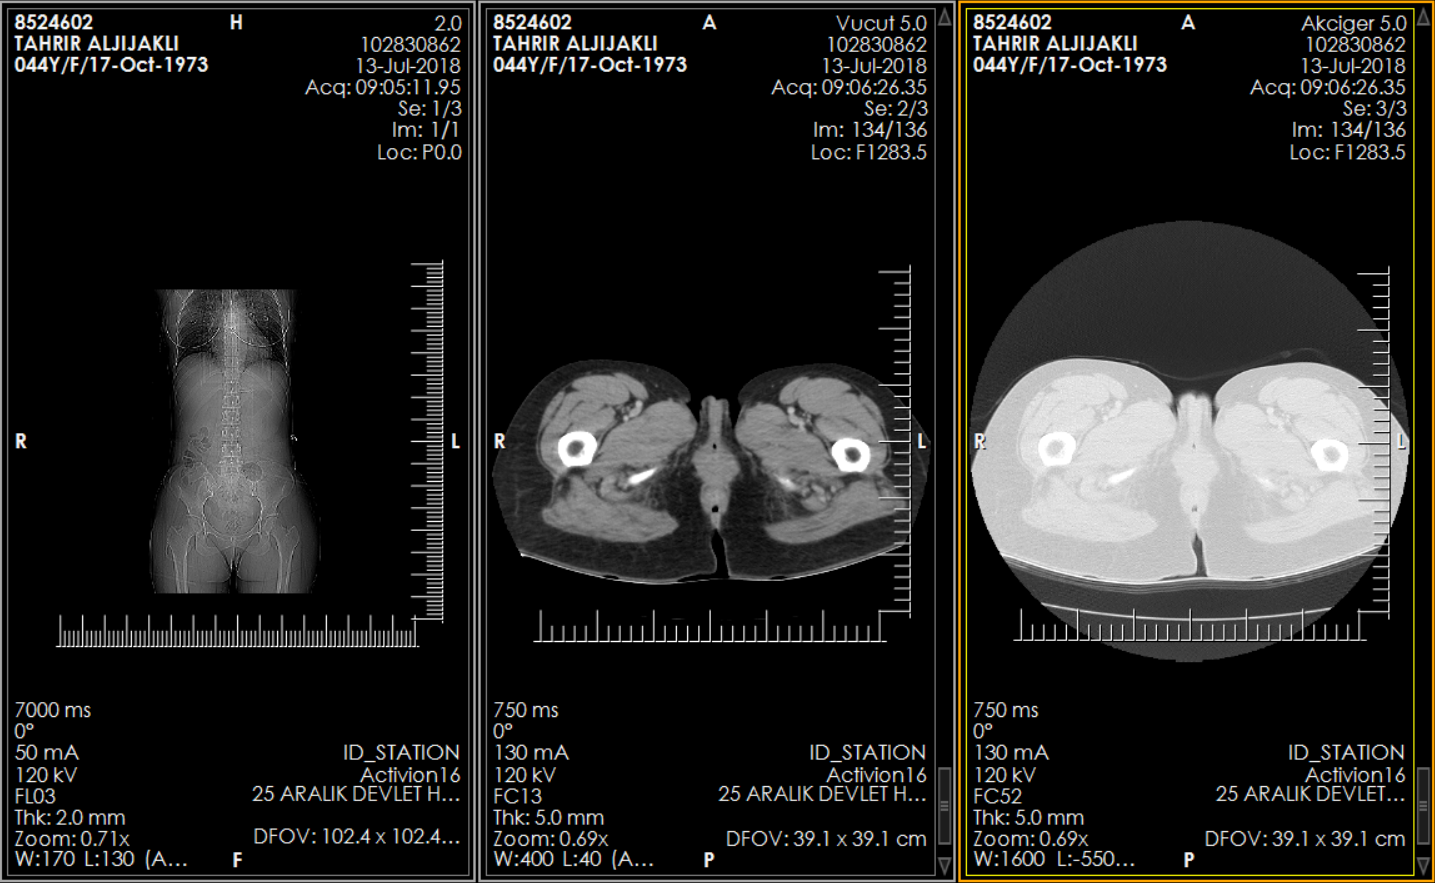 8524602 H 2.0
TAHRIR ALJIJAKLI 102830862
044Y/F/17-Oct-1973 13-Jul-2018
Acq: 09:05:11.95
Se: 1/3
Im: 1/1
Loc: P0.0
R L
7000 ms
0°
50 mA ID_STATION
120 kV Activion16
FL03 25 ARALIK DEVLET H...
Thk: 2.0 mm
Zoom: 0.71x DFOV: 102.4 x 102.4...
W:170 L:130 (A... F
8524602 A Vucut 5.0
TAHRIR ALJIJAKLI 102830862
044Y/F/17-Oct-1973 13-Jul-2018
Acq: 09:06:26.35
Se: 2/3
Im: 134/136
Loc: F1283.5
R L
750 ms
0°
130 mA ID_STATION
120 kV Activion16
FC13 25 ARALIK DEVLET H...
Thk: 5.0 mm
Zoom: 0.69x DFOV: 39.1 x 39.1 cm
W:400 L:40 (A... P
8524602 A Akciger 5.0
TAHRIR ALJIJAKLI 102830862
044Y/F/17-Oct-1973 13-Jul-2018
Acq: 09:06:26.35
Se: 3/3
Im: 134/136
Loc: F1283.5
R L
750 ms
0°
130 mA ID_STATION
120 kV Activion16
FC52 25 ARALIK DEVLET...
Thk: 5.0 mm
Zoom: 0.69x DFOV: 39.1 x 39.1 cm
W:1600 L:-550... P